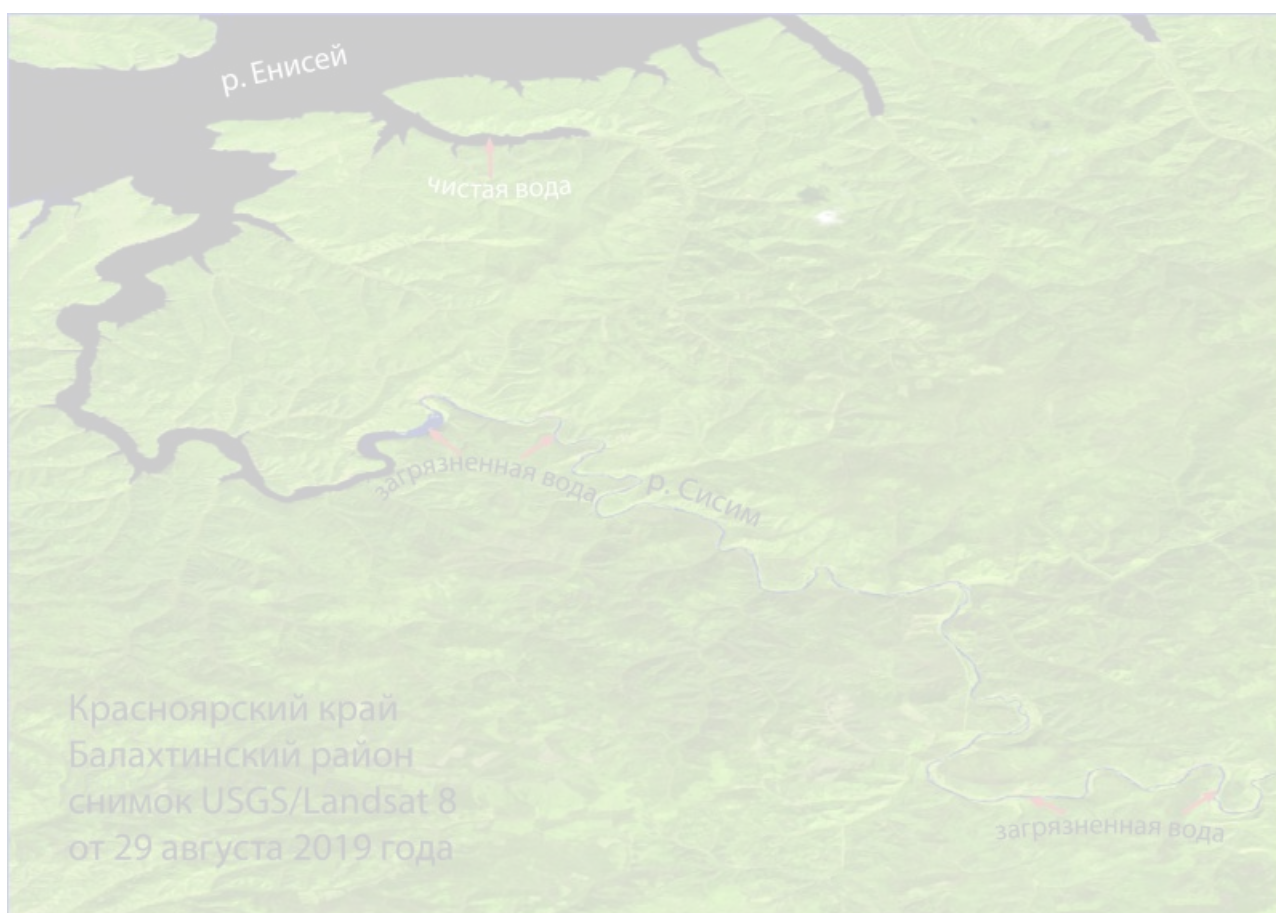 р. Енисей
чистая вода
загрязненная вода
р. Сисим
Красноярский край
Балахтинский район
снимок USGS/Landsat 8
от 29 августа 2019 года
загрязненная вода